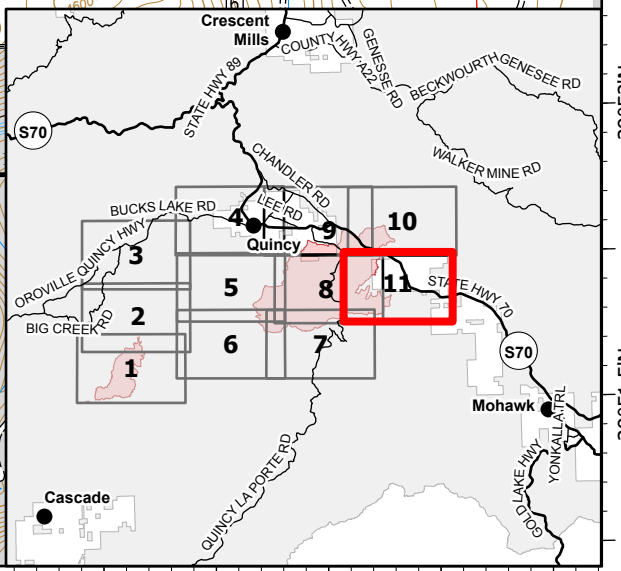 4600
Crescent
Mills
COUNTY HWY A22
GENESSE RD
BECKWOURTH GENESEE RD
STATE HWY 89
S70
WALKER MINE RD
CHANDLER RD
BUCKS LAKE RD
LEE RD
4
Quincy
9
10
OROVILLE QUINCY HWY
3
5
8
11
STATE HWY 70
2
BIG CREEK RD
6
7
S70
1
Mohawk
YONKALLA TRL
GOLD LAKE HWY
QUINCY LA PORTE RD
Cascade